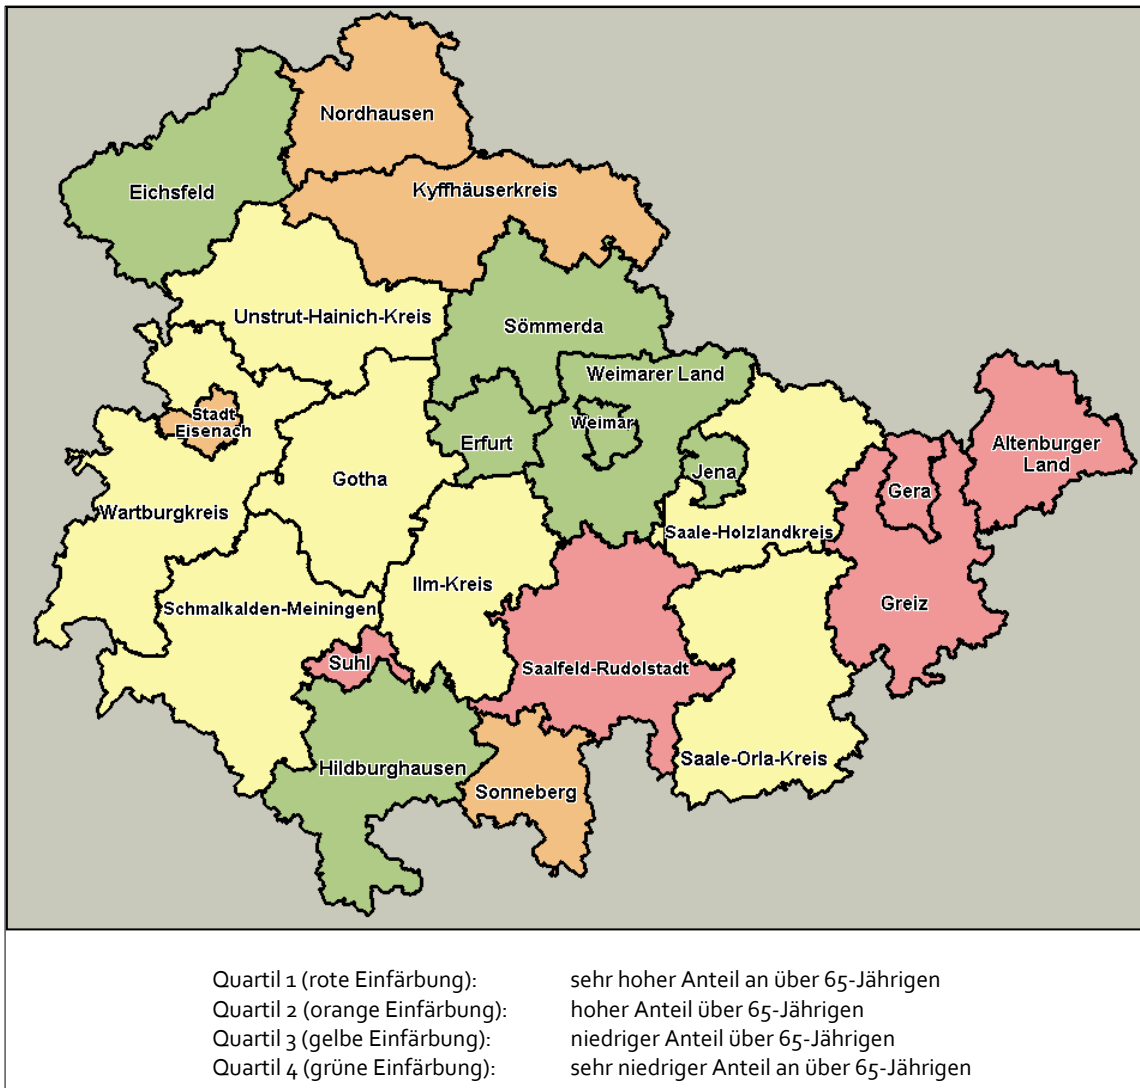 Nordhausen
Eichsfeld
Kyffhäuserkreis
Unstrut-Hainich-Kreis
Sömmerda
Weimarer Land
Stadt
Eisenach
Weimar
Erfurt
Altenburger
Land
Jena
Gotha
Gera
Wartburgkreis
Saale-Holzlandkreis
Ilm-Kreis
Schmalkalden-Meiningen
Greiz
Suhl
Saalfeld-Rudolstadt
Saale-Orla-Kreis
Hildburghausen
Sonneberg
Quartil 1 (rote Einfärbung): sehr hoher Anteil an über 65-Jährigen
Quartil 2 (orange Einfärbung): hoher Anteil über 65-Jährigen
Quartil 3 (gelbe Einfärbung): niedriger Anteil über 65-Jährigen
Quartil 4 (grüne Einfärbung): sehr niedriger Anteil an über 65-Jährigen